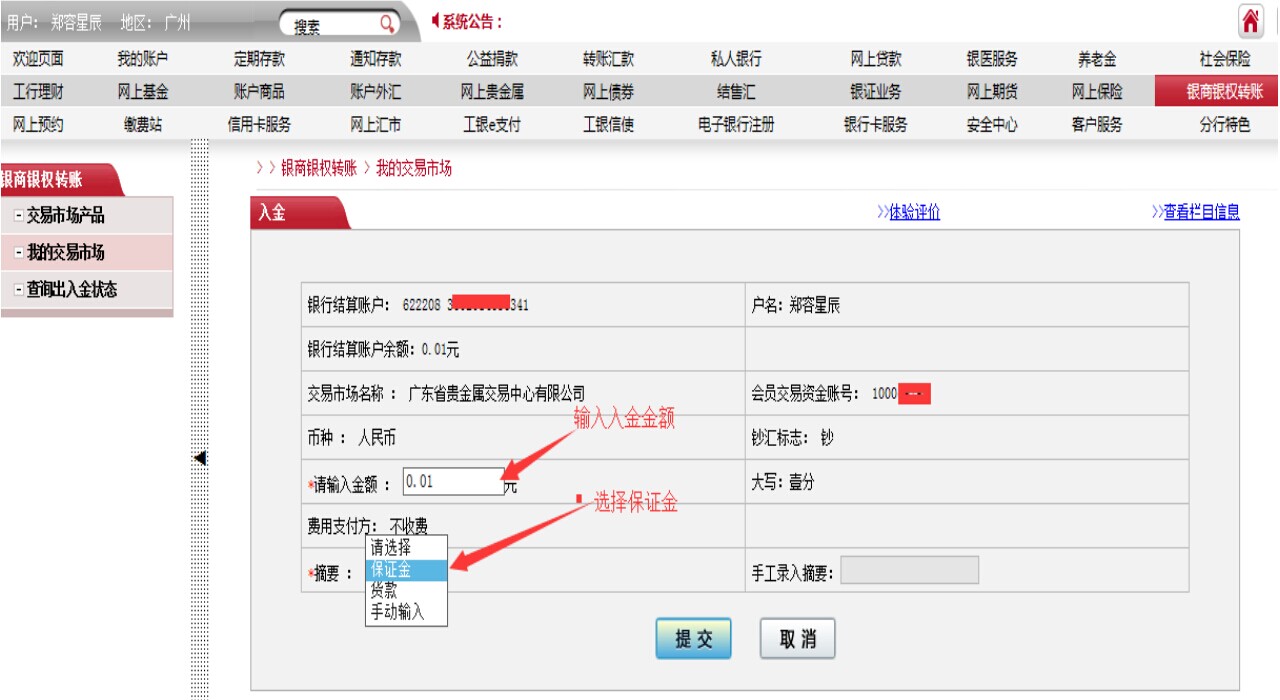 用户： 郑容星辰 地区： 广州 搜索 系统公告：
欢迎页面 我的账户 定期存款 通知存款 公益捐款 转账汇款 私人银行 网上贷款 银医服务 养老金 社会保险
工行理财 网上基金 账户商品 账户外汇 网上贵金属 网上债券 结售汇 银证业务 网上期货 网上保险 银商银权转账
网上预约 缴费站 信用卡服务 网上汇市 工银e支付 工银信使 电子银行注册 银行卡服务 安全中心 客户服务 分行特色
银商银权转账
交易市场产品
我的交易市场
查询出入金状态
>> 银商银权转账 > 我的交易市场
入金 >>体验评价 >>查看栏目信息
银行结算账户： 622208 3 341 户名：郑容星辰
银行结算账户余额：0.01元
交易市场名称 ： 广东省贵金属交易中心有限公司 会员交易资金账号： 1000
输入入金金额
币种 ： 人民币 钞汇标志： 钞
*请输入金额 ： 0.01 元 大写：壹分
选择保证金
费用支付方： 不收费
请选择
保证金
*摘要 ： 手工录入摘要：
货款
手动输入
提交 取消